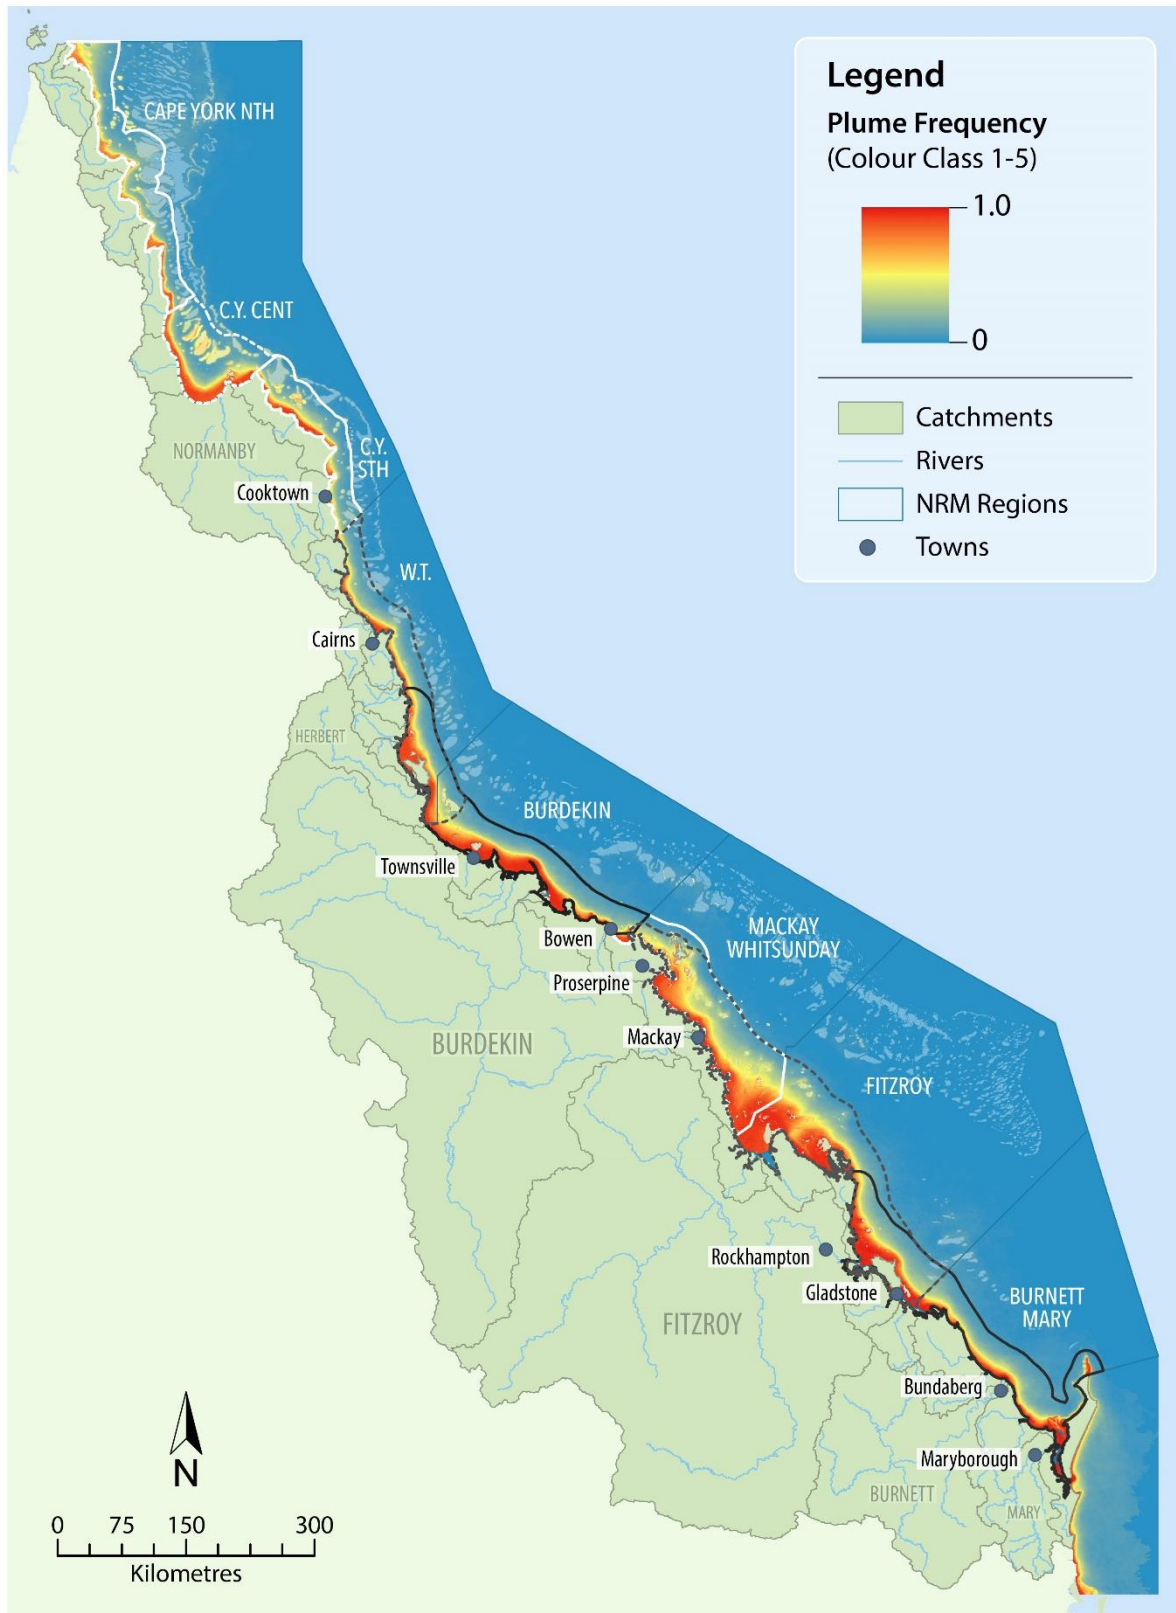 Legend
Plume Frequency
(Colour Class 1-5)
1.0
0
Catchments
Rivers
NRM Regions
Towns
CAPE YORK NTH
C.Y. CENT
NORMANBY
C.Y.
STH
Cooktown
W.T.
Cairns
HERBERT
BURDEKIN
Townsville
MACKAY
WHITSUNDAY
Bowen
Proserpine
BURDEKIN
Mackay
FITZROY
Rockhampton
Gladstone
BURNETT
MARY
FITZROY
Bundaberg
Maryborough
BURNETT
MARY
N
0 75 150 300
Kilometres